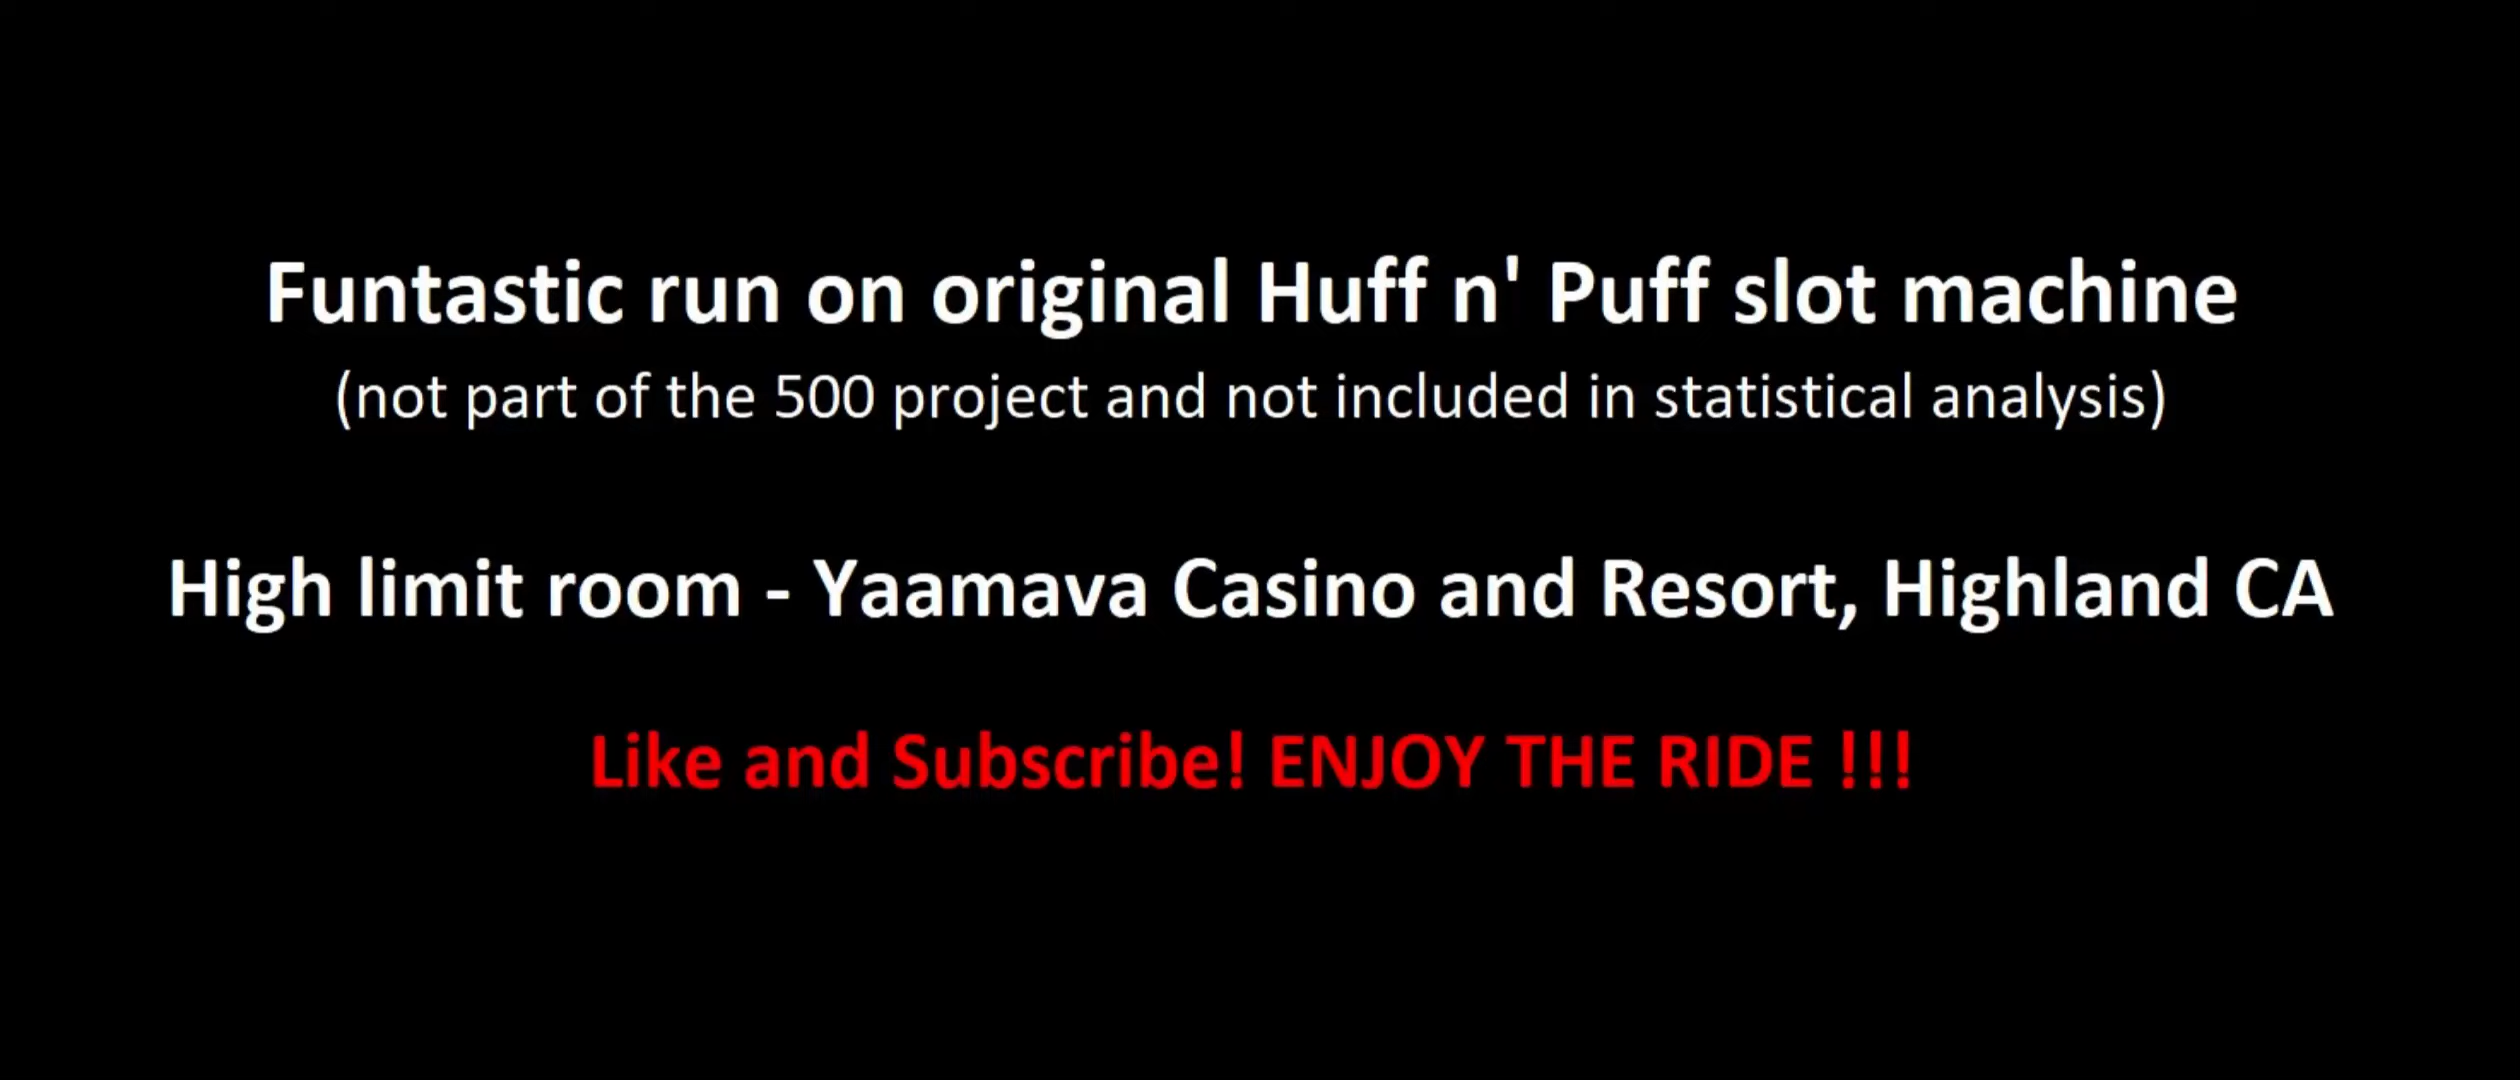 Funtastic run on original Huff n' Puff slot machine
(not part of the 500 project and not included in statistical analysis)
High limit room - Yaamava Casino and Resort, Highland CA
Like and Subscribe! ENJOY THE RIDE !!!